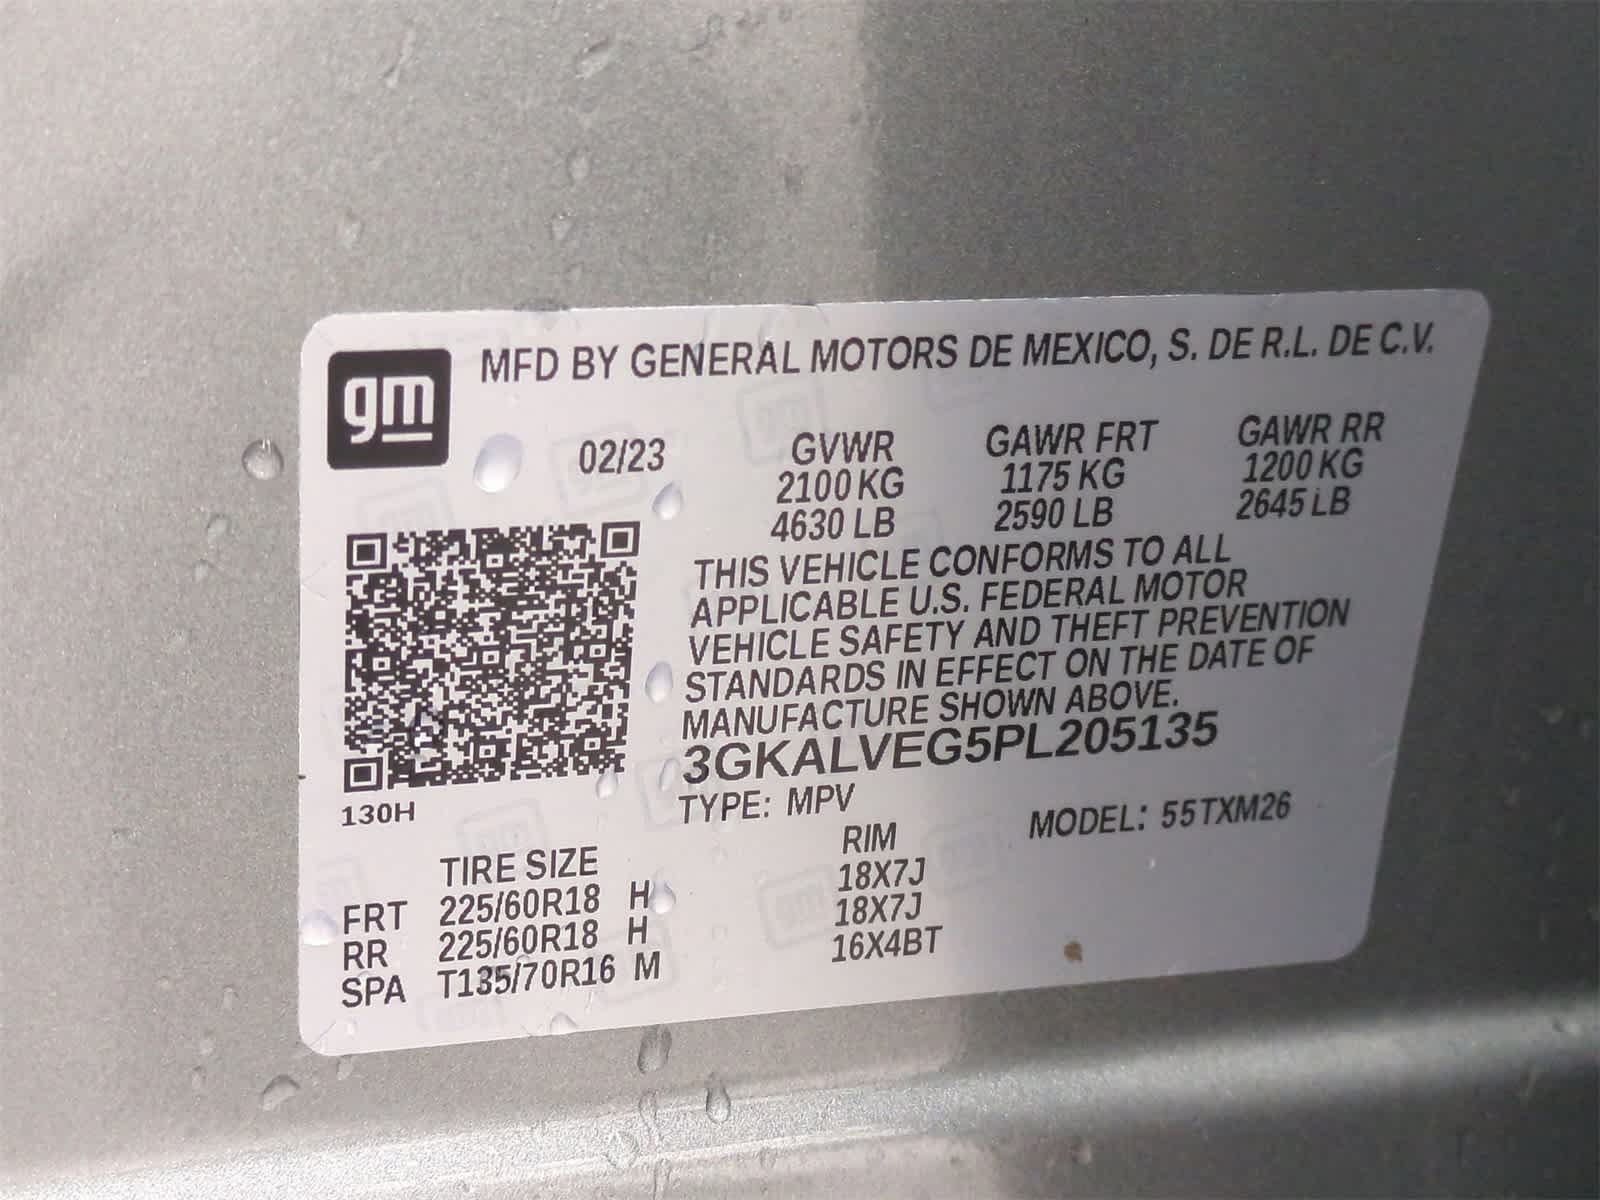 gm
MFD BY GENERAL MOTORS DE MEXICO, S. DE R.L. DE C.V.
02/23 GVWR GAWR FRT GAWR RR
2100 KG 1175 KG 1200 KG
4630 LB 2590 LB 2645 LB
THIS VEHICLE CONFORMS TO ALL
APPLICABLE U.S. FEDERAL MOTOR
VEHICLE SAFETY AND THEFT PREVENTION
STANDARDS IN EFFECT ON THE DATE OF
MANUFACTURE SHOWN ABOVE.
3GKALVEG5PL205135
130H
TYPE: MPV MODEL: 55TXM26
TIRE SIZE RIM
FRT 225/60R18 H 18X7J
RR 225/60R18 H 18X7J
SPA T135/70R16 M 16X4BT